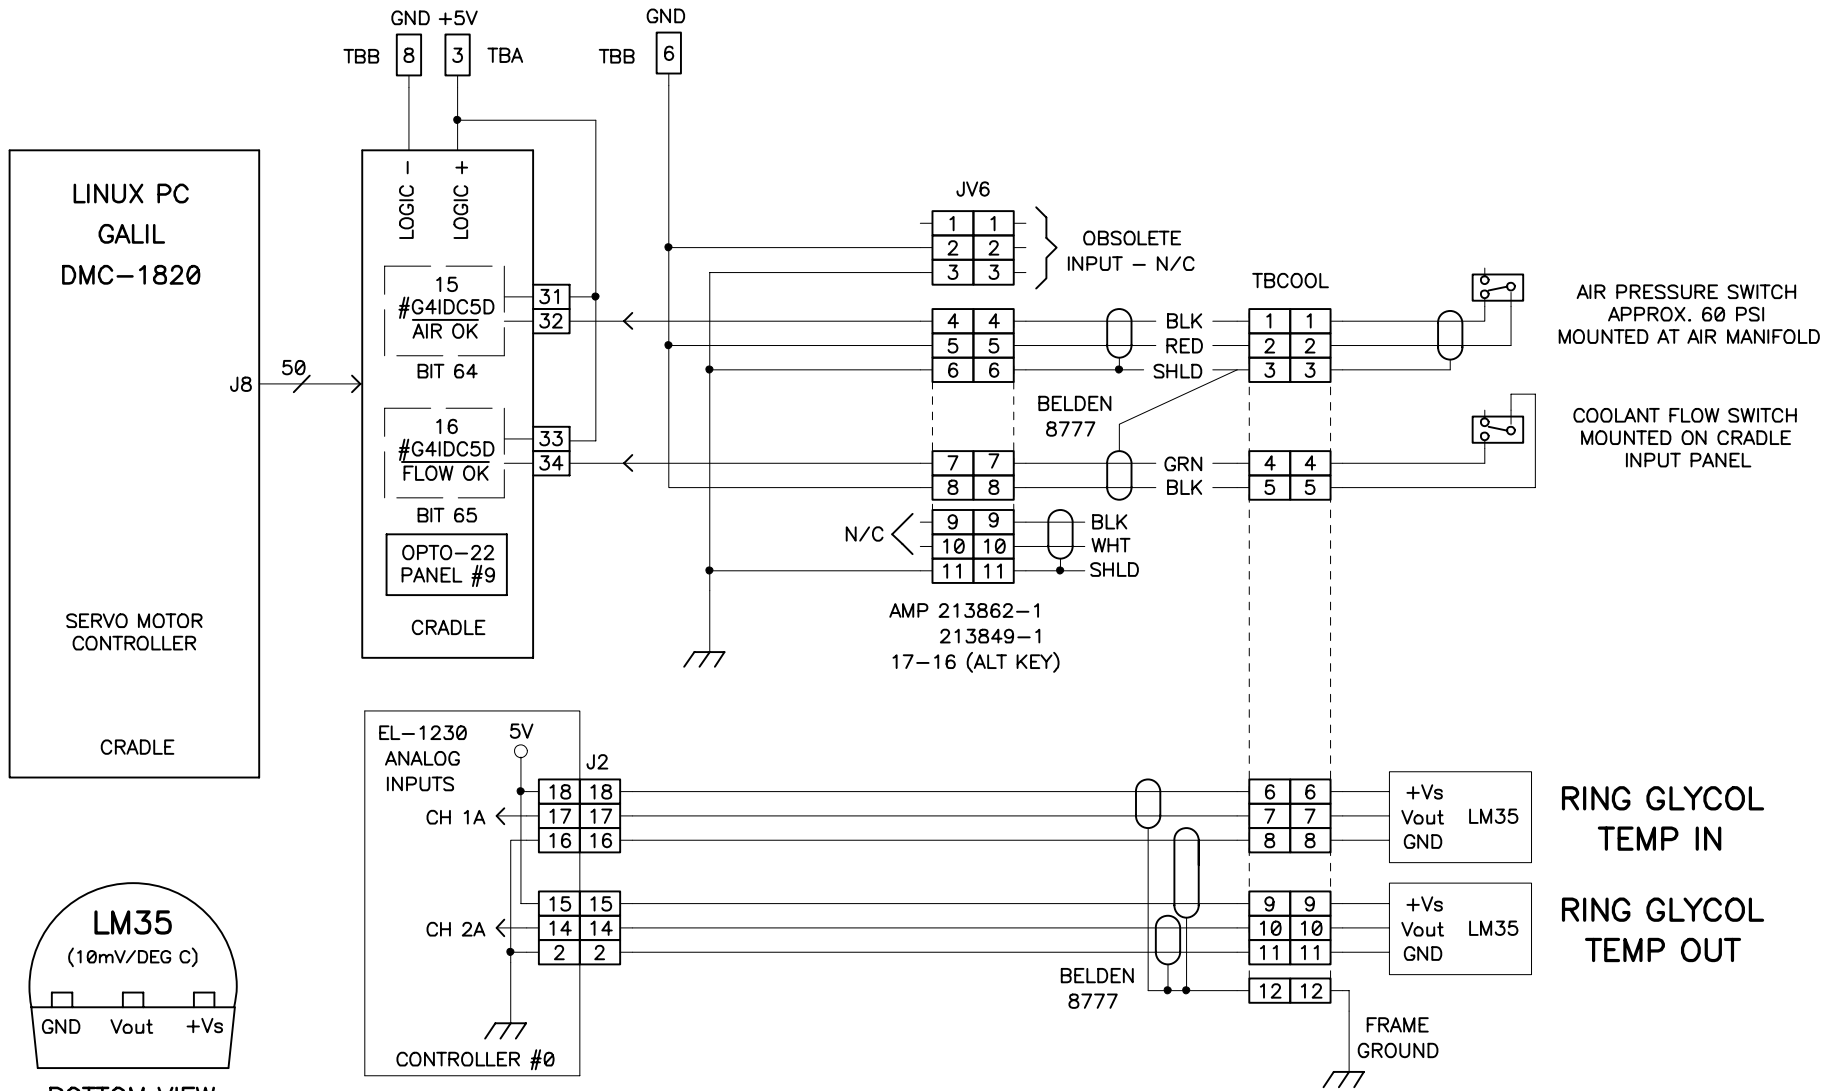 GND +5V
TBB 8 3 TBA
GND
TBB 6
LINUX PC
GALIL
DMC-1820
SERVO MOTOR
CONTROLLER
CRADLE
J8
50
LOGIC -
LOGIC +
15
#G4IDC5D
AIR OK
BIT 64
31
32
16
#G4IDC5D
FLOW OK
BIT 65
33
34
OPTO-22
PANEL #9
CRADLE
JV6
1 1
2 2
3 3
OBSOLETE
INPUT - N/C
4 4
5 5
6 6
BLK
RED
SHLD
BELDEN
8777
7 7
8 8
GRN
BLK
N/C
9 9
10 10
11 11
BLK
WHT
SHLD
AMP 213862-1
213849-1
17-16 (ALT KEY)
TBCOOL
1 1
2 2
3 3
4 4
5 5
AIR PRESSURE SWITCH
APPROX. 60 PSI
MOUNTED AT AIR MANIFOLD
COOLANT FLOW SWITCH
MOUNTED ON CRADLE
INPUT PANEL
EL-1230
ANALOG
INPUTS
5V
J2
CH 1A
18 18
17 17
16 16
CH 2A
15 15
14 14
2 2
CONTROLLER #0
6 6
7 7
8 8
+Vs
Vout LM35
GND
RING GLYCOL
TEMP IN
9 9
10 10
11 11
+Vs
Vout LM35
GND
RING GLYCOL
TEMP OUT
BELDEN
8777
12 12
FRAME
GROUND
LM35
(10mV/DEG C)
GND Vout +Vs
BOTTOM VIEW